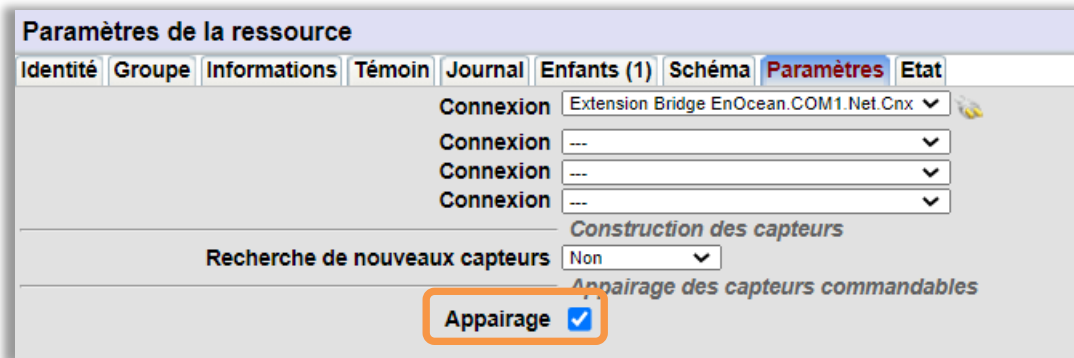 Paramètres de la ressource
Identité Groupe Informations Témoin Journal Enfants (1) Schéma Paramètres Etat
Connexion Extension Bridge EnOcean.COM1.Net.Cnx
Connexion ---
Connexion ---
Connexion ---
Construction des capteurs
Recherche de nouveaux capteurs Non
Appairage des capteurs commandables
Appairage